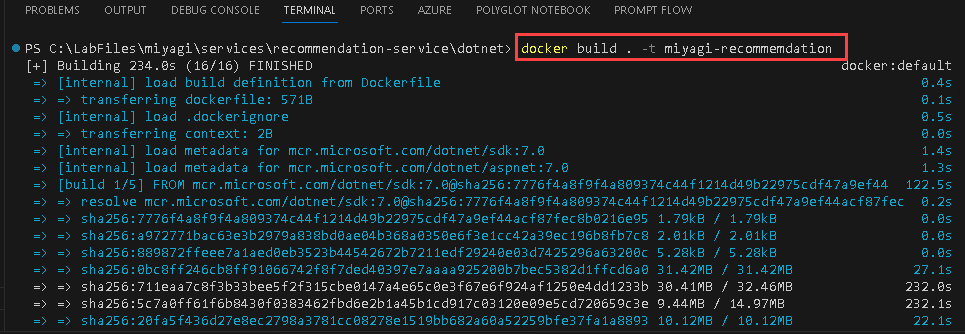 PROBLEMS OUTPUT DEBUG CONSOLE TERMINAL PORTS AZURE POLYGLOT NOTEBOOK PROMPT FLOW
PS C:\LabFiles\miyagi\services\recommendation-service\dotnet> docker build . -t miyagi-recommemdation
[+] Building 234.0s (16/16) FINISHED docker:default
=> [internal] load build definition from Dockerfile 0.4s
=> => transferring dockerfile: 571B 0.1s
=> [internal] load .dockerignore 0.5s
=> => transferring context: 2B 0.0s
=> [internal] load metadata for mcr.microsoft.com/dotnet/sdk:7.0 1.4s
=> [internal] load metadata for mcr.microsoft.com/dotnet/aspnet:7.0 1.3s
=> [build 1/5] FROM mcr.microsoft.com/dotnet/sdk:7.0@sha256:7776f4a8f9f4a809374c44f1214d49b22975cdf47a9ef44 122.5s
=> => resolve mcr.microsoft.com/dotnet/sdk:7.0@sha256:7776f4a8f9f4a809374c44f1214d49b22975cdf47a9ef44acf87fec 0.2s
=> => sha256:7776f4a8f9f4a809374c44f1214d49b22975cdf47a9ef44acf87fec8b0216e95 1.79kB / 1.79kB 0.0s
=> => sha256:a972771bac63e3b2979a838bd0ae04b368a0350e6f3e1cc42a39ec196b8fb7c8 2.01kB / 2.01kB 0.0s
=> => sha256:889872ffeee7a1aed0eb3523b44542672b7211edf29240e03d7425296a63200c 5.28kB / 5.28kB 0.0s
=> => sha256:0bc8ff246cb8ff91066742f8f7ded40397e7aaaa925200b7bec5382d1ffcd6a0 31.42MB / 31.42MB 27.1s
=> => sha256:711eaa7c8f3b33bee5f2f315cbe0147a4e65c0e3f67e6f924af1250e4dd1233b 30.41MB / 32.46MB 232.0s
=> => sha256:5c7a0ff61f6b8430f0383462fbd6e2b1a45b1cd917c03120e09e5cd720659c3e 9.44MB / 14.97MB 232.1s
=> => sha256:20fa5f436d27e8ec2798a3781cc08278e1519bb682a60a52259bfe37fa1a8893 10.12MB / 10.12MB 22.1s